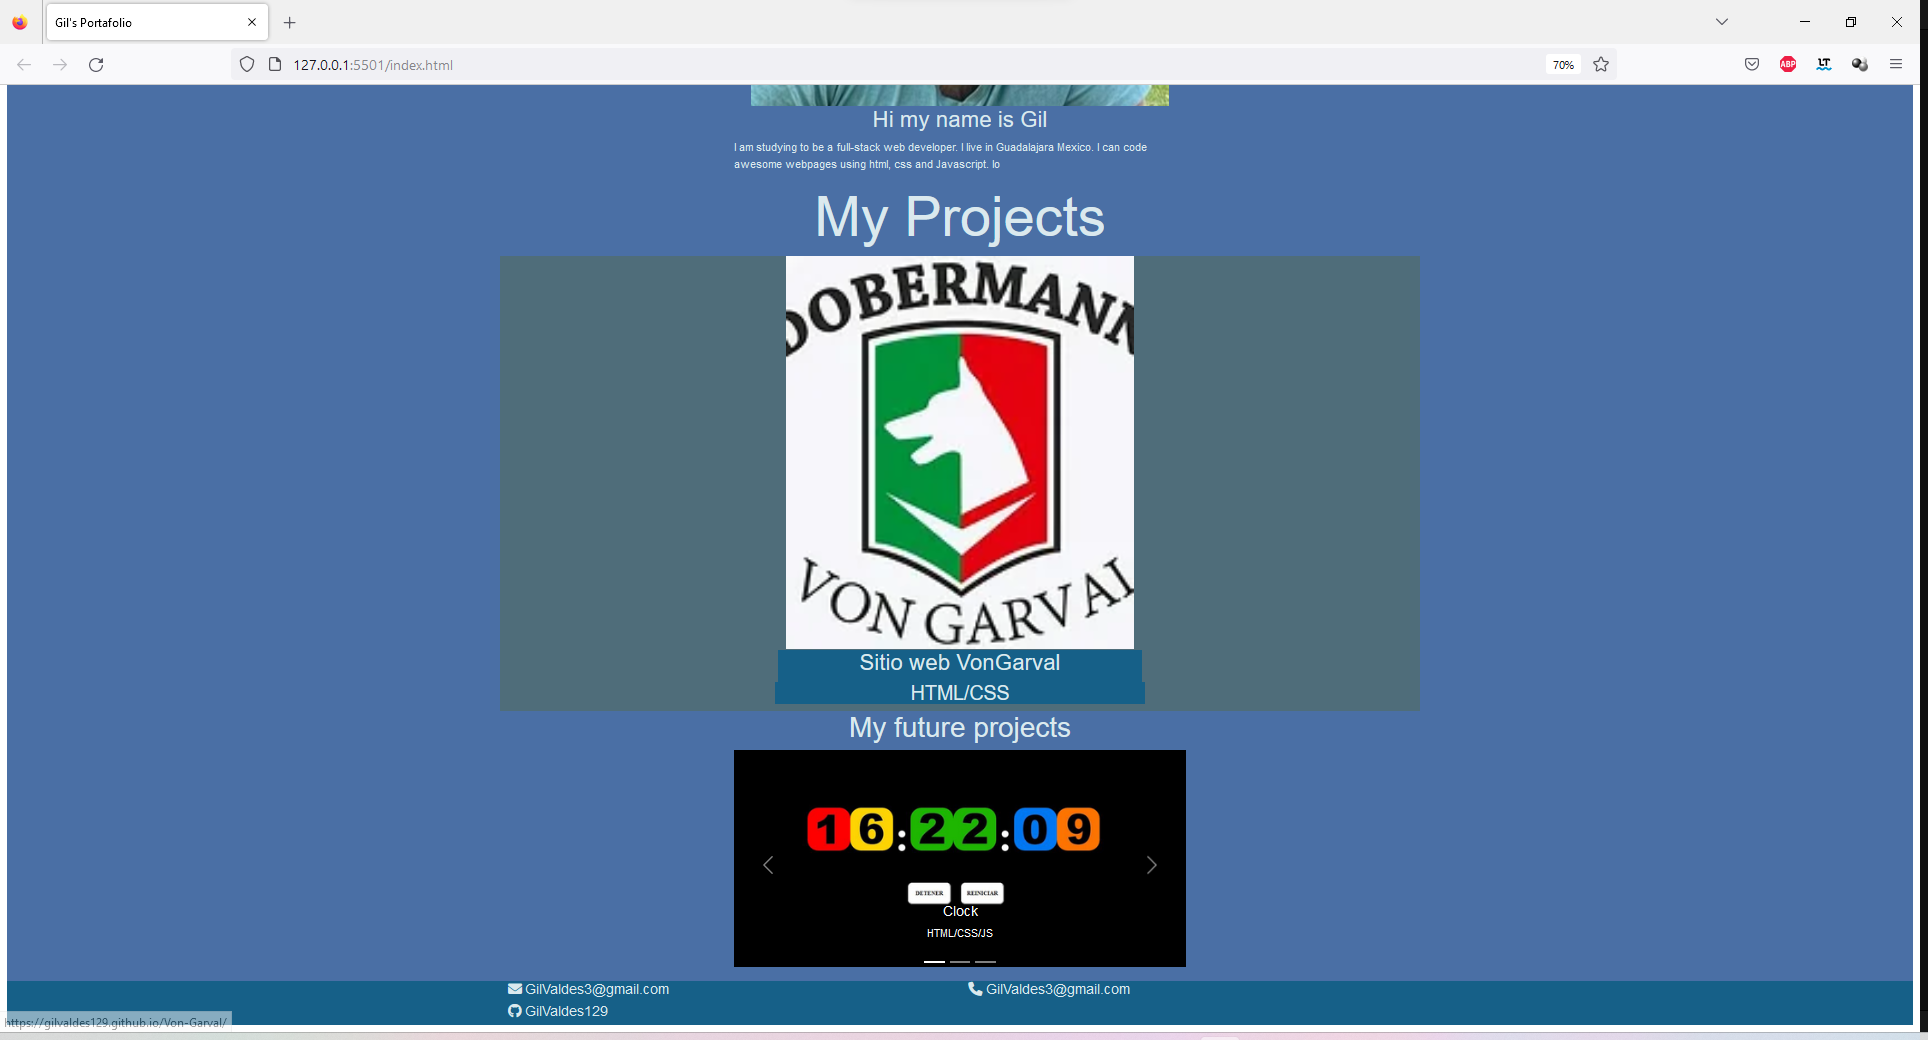 Gil's Portafolio
127.0.0.1:5501/index.html
70%
ABP
LT
Hi my name is Gil
I am studying to be a full-stack web developer. I live in Guadalajara Mexico. I can code
awesome webpages using html, css and Javascript. lo
My Projects
DOBERMANN
VON GARVAL
Sitio web VonGarval
HTML/CSS
My future projects
16:22:09
DETENER REINICIAR
Clock
HTML/CSS/JS
GilValdes3@gmail.com GilValdes3@gmail.com
GilValdes129
https://gilvaldes129.github.io/Von-Garval/